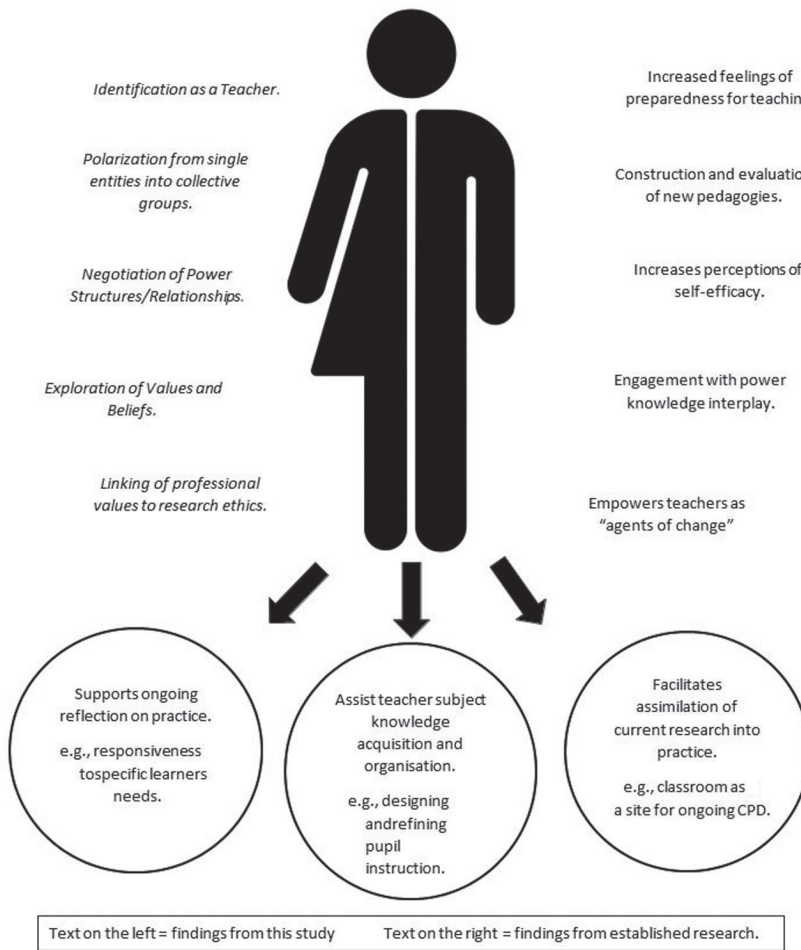 Identification as a Teacher.
Polarization from single
entities into collective
groups.
Negotiation of Power
Structures/Relationships.
Exploration of Values and
Beliefs.
Linking of professional
values to research ethics.
Increased feelings of
preparedness for teachin
Construction and evaluatio
of new pedagogies.
Increases perceptions of
self-efficacy.
Engagement with power
knowledge interplay.
Empowers teachers as
“agents of change”
Supports ongoing
reflection on practice.
e.g., responsiveness
tospecific learners
needs.
Assist teacher subject
knowledge
acquisition and
organisation.
e.g., designing
andrefining
pupil
instruction.
Facilitates
assimilation of
current research into
practice.
e.g., classroom as
a site for ongoing CPD.
Text on the left = findings from this study Text on the right = findings from established research.